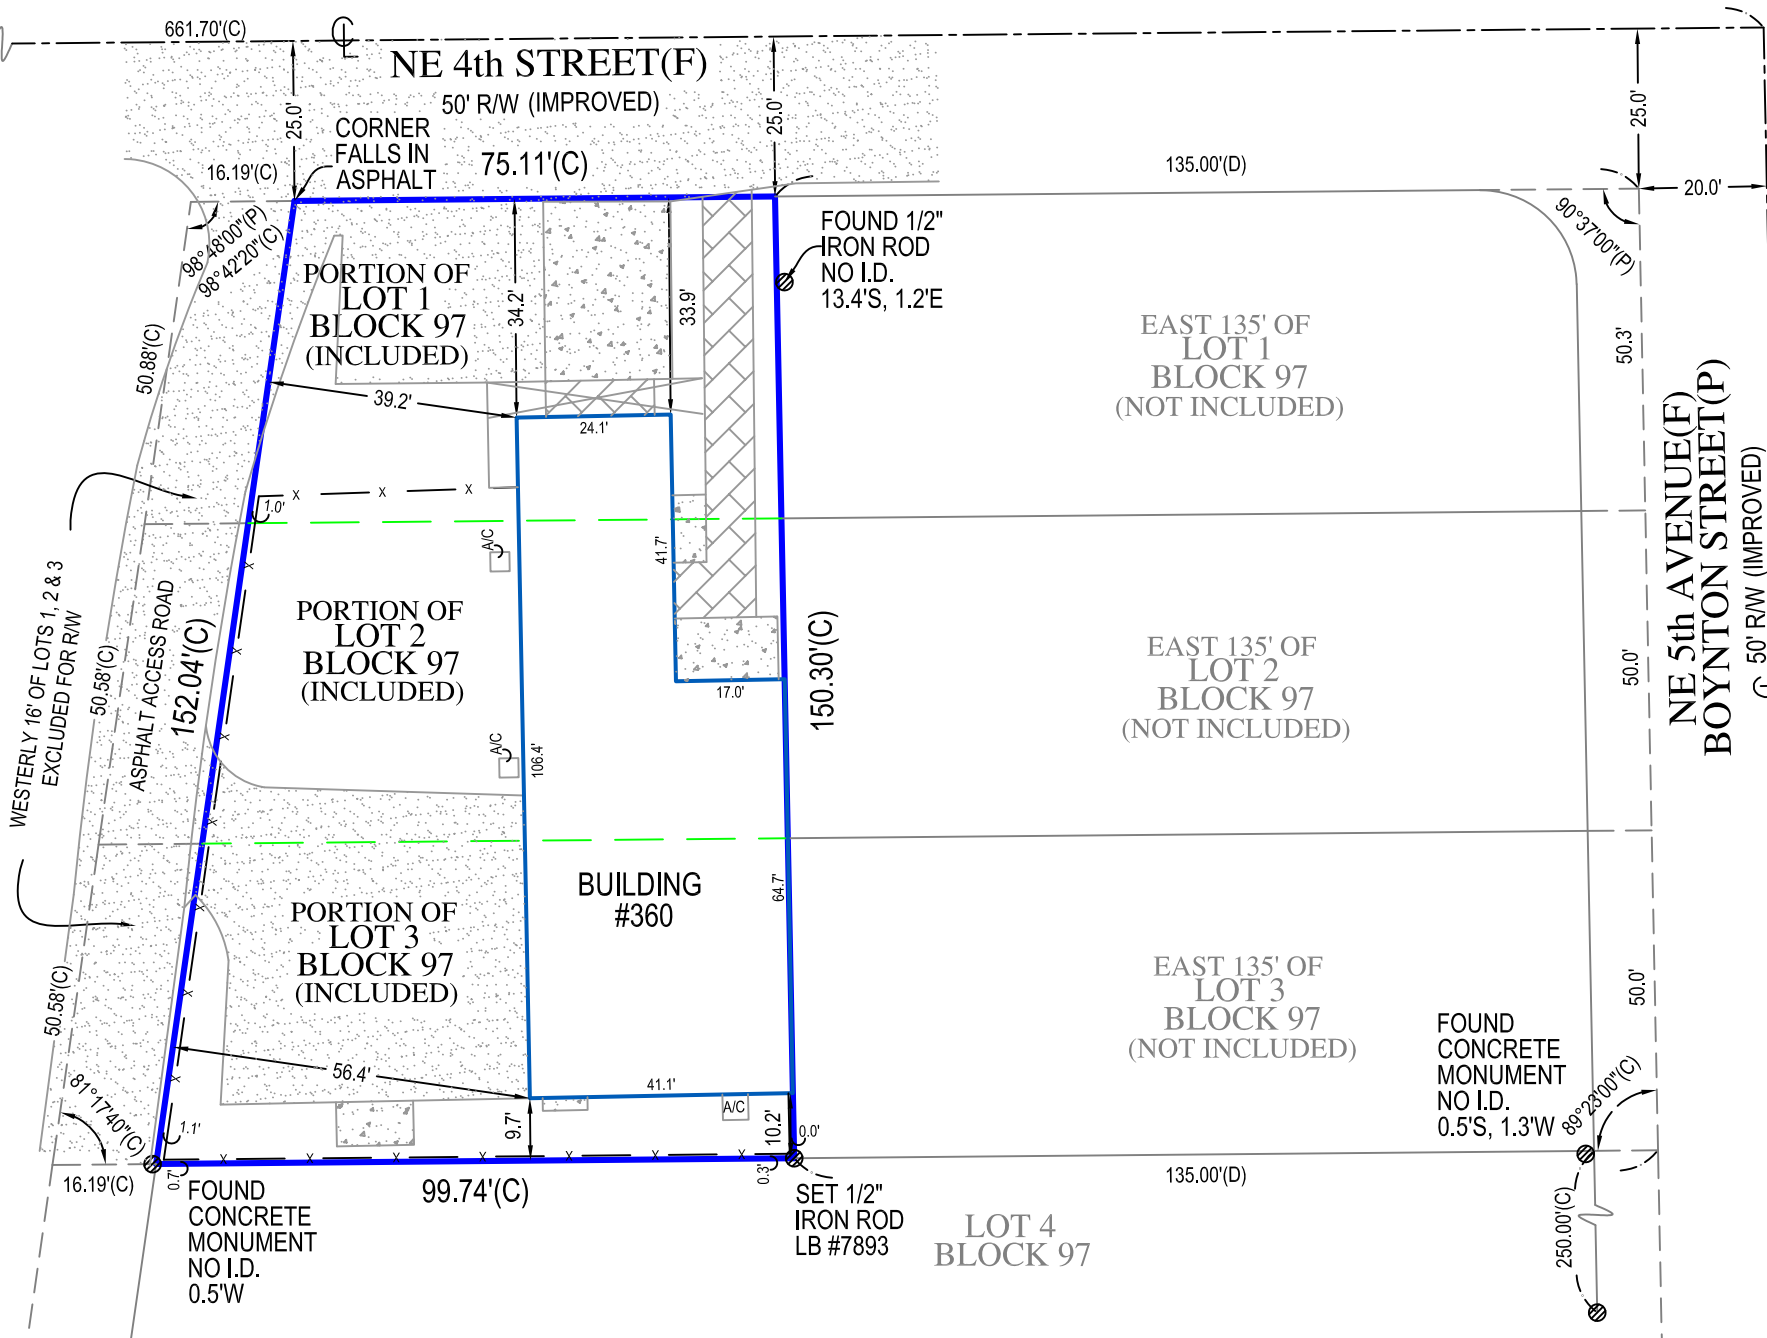 661.70'(C)
NE 4th STREET(F)
50' R/W (IMPROVED)
25.0'
25.0'
25.0'
CORNER
FALLS IN
ASPHALT
16.19'(C)
75.11'(C)
135.00'(D)
20.0'
98°48'00"(P)
98°42'20"(C)
90°37'00"(P)
FOUND 1/2"
IRON ROD
NO I.D.
13.4'S, 1.2'E
PORTION OF
LOT 1
BLOCK 97
(INCLUDED)
34.2'
33.9'
50.88'(C)
39.2'
24.1'
EAST 135' OF
LOT 1
BLOCK 97
(NOT INCLUDED)
50.3'
NE 5th AVENUE(F)
BOYNTON STREET(P)
50' R/W (IMPROVED)
1.0'
A/C
41.7'
WESTERLY 16' OF LOTS 1, 2 & 3
EXCLUDED FOR R/W
50.58'(C)
ASPHALT ACCESS ROAD
152.04'(C)
PORTION OF
LOT 2
BLOCK 97
(INCLUDED)
A/C
106.4'
17.0'
150.30'(C)
EAST 135' OF
LOT 2
BLOCK 97
(NOT INCLUDED)
50.0'
BUILDING
#360
64.7'
PORTION OF
LOT 3
BLOCK 97
(INCLUDED)
50.58'(C)
EAST 135' OF
LOT 3
BLOCK 97
(NOT INCLUDED)
50.0'
FOUND
CONCRETE
MONUMENT
NO I.D.
0.5'S, 1.3'W
89°23'00"(C)
81°17'40"(C)
56.4'
41.1'
A/C
1.1'
9.7'
10.2'
0.0'
16.19'(C)
0.7'
99.74'(C)
0.3'
135.00'(D)
FOUND
CONCRETE
MONUMENT
NO I.D.
0.5'W
SET 1/2"
IRON ROD
LB #7893
LOT 4
BLOCK 97
250.00'(C)